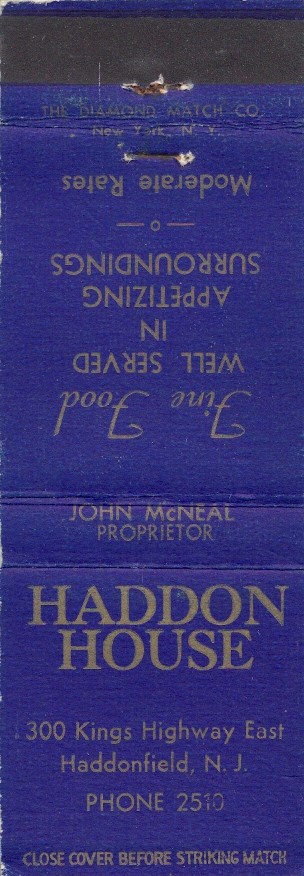 THE DIAMOND MATCH CO.
New York, N. Y.
Fine Food
WELL SERVED
IN
APPETIZING
SURROUNDINGS
— o —
Moderate Rates
JOHN McNEAL
PROPRIETOR
HADDON
HOUSE
300 Kings Highway East
Haddonfield, N. J.
PHONE 2510
CLOSE COVER BEFORE STRIKING MATCH